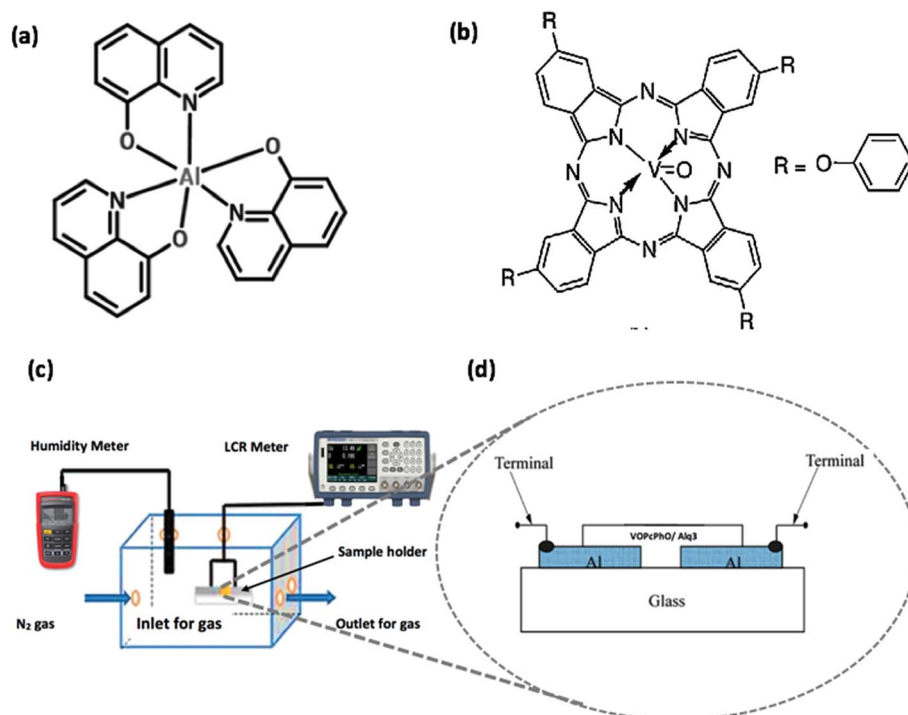 (a)
N
O
Al
O
N
O
N
(b)
R
R
N
N
N
N
V=O
N
N
N
N
R
R
R = O
(c)
Humidity Meter
LCR Meter
Sample holder
N₂ gas
Inlet for gas
Outlet for gas
(d)
Terminal
Terminal
VOPcPhO/ Alq3
Al
Al
Glass